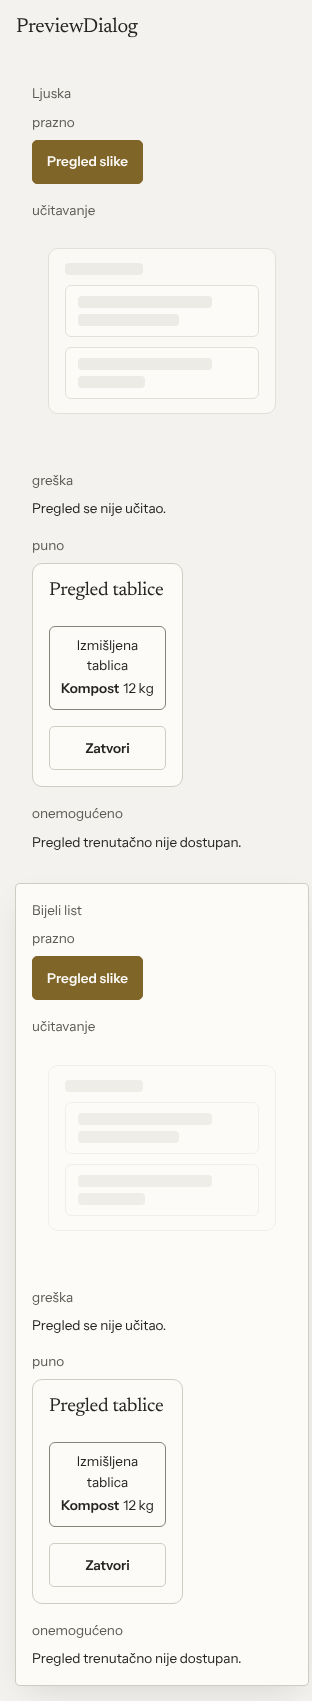 PreviewDialog
Ljuska
prazno
Pregled slike
učitavanje
greška
Pregled se nije učitao.
puno
Pregled tablice
Izmišljena
tablica
Kompost 12 kg
Zatvori
onemogućeno
Pregled trenutačno nije dostupan.
Bijeli list
prazno
Pregled slike
učitavanje
greška
Pregled se nije učitao.
puno
Pregled tablice
Izmišljena
tablica
Kompost 12 kg
Zatvori
onemogućeno
Pregled trenutačno nije dostupan.